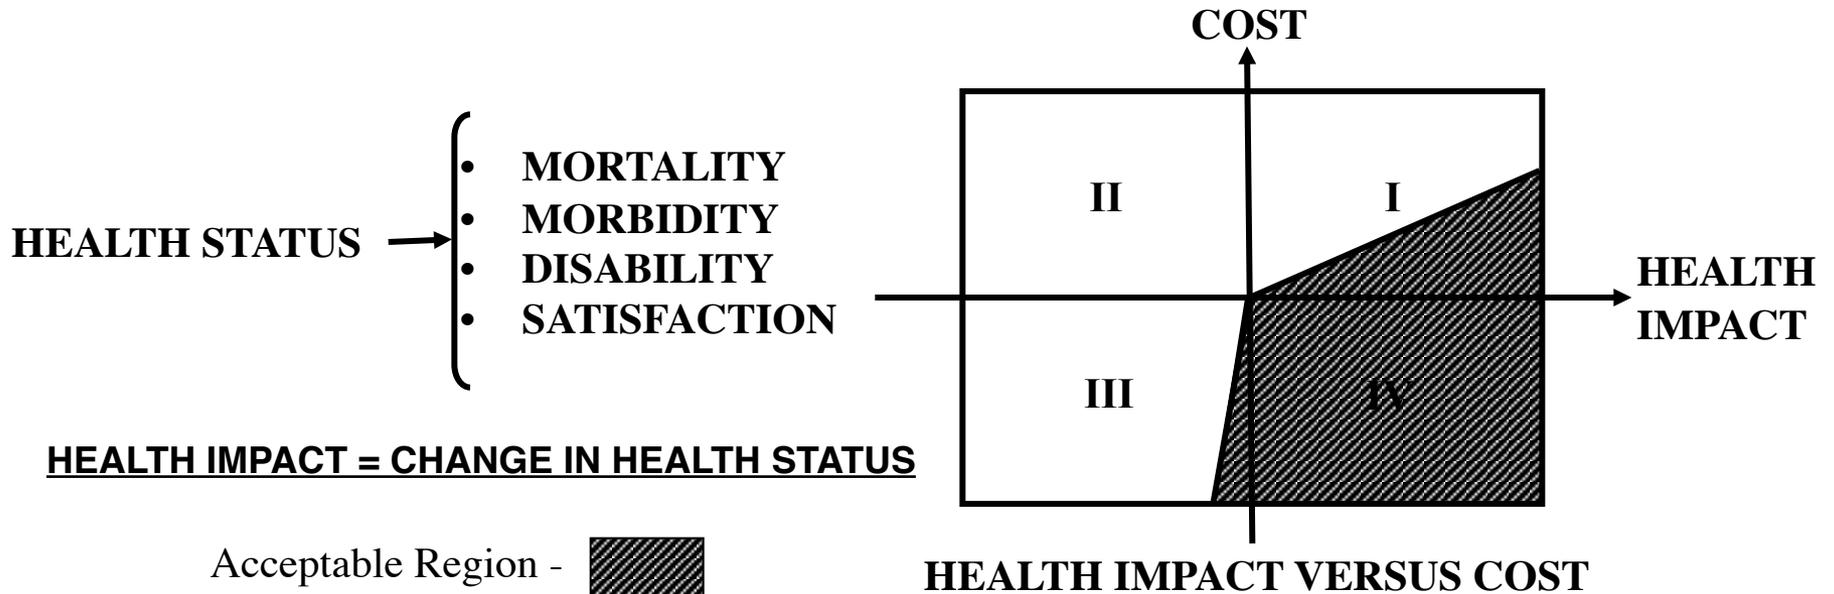 COST
• MORTALITY
• MORBIDITY
• DISABILITY
• SATISFACTION
HEALTH STATUS
II
I
HEALTH
IMPACT
III
IV
HEALTH IMPACT = CHANGE IN HEALTH STATUS
Acceptable Region -
HEALTH IMPACT VERSUS COST